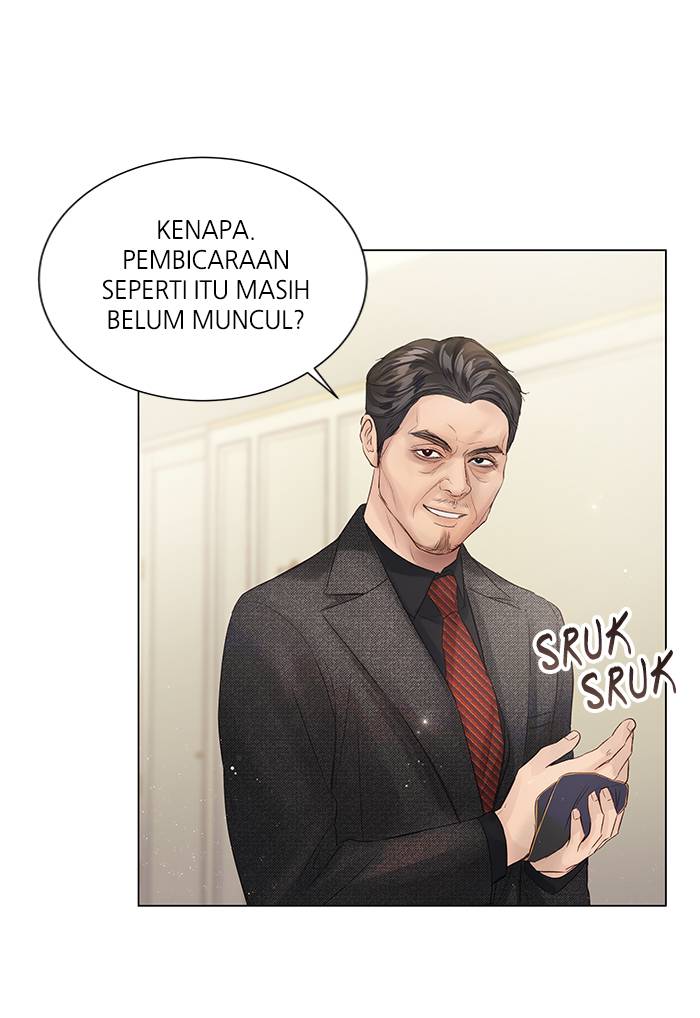 KENAPA.
PEMBICARAAN
SEPERTI ITU MASIH
BELUM MUNCUL?
SRUK
SRUK